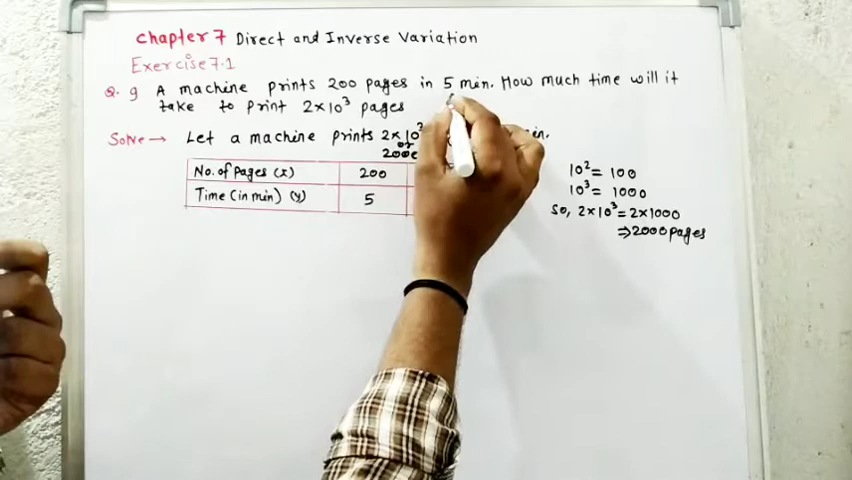 Chapter 7 Direct and Inverse Variation
Exercise 7.1
Q. 9 A machine prints 200 pages in 5 min. How much time will it
take to print 2×10³ pages
Solve → Let a machine prints 2×10³ min.
or
2000
No. of pages (x) 200
Time (in min) (y) 5
10² = 100
10³ = 1000
So, 2×10³ = 2×1000
⇒ 2000 pages